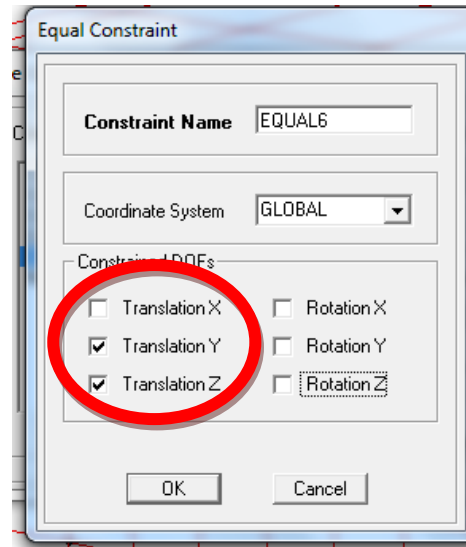 Equal Constraint
e
C
Constraint Name EQUAL6
Coordinate System GLOBAL
Constrained DOFs
Translation X Rotation X
Translation Y Rotation Y
Translation Z Rotation Z
OK Cancel